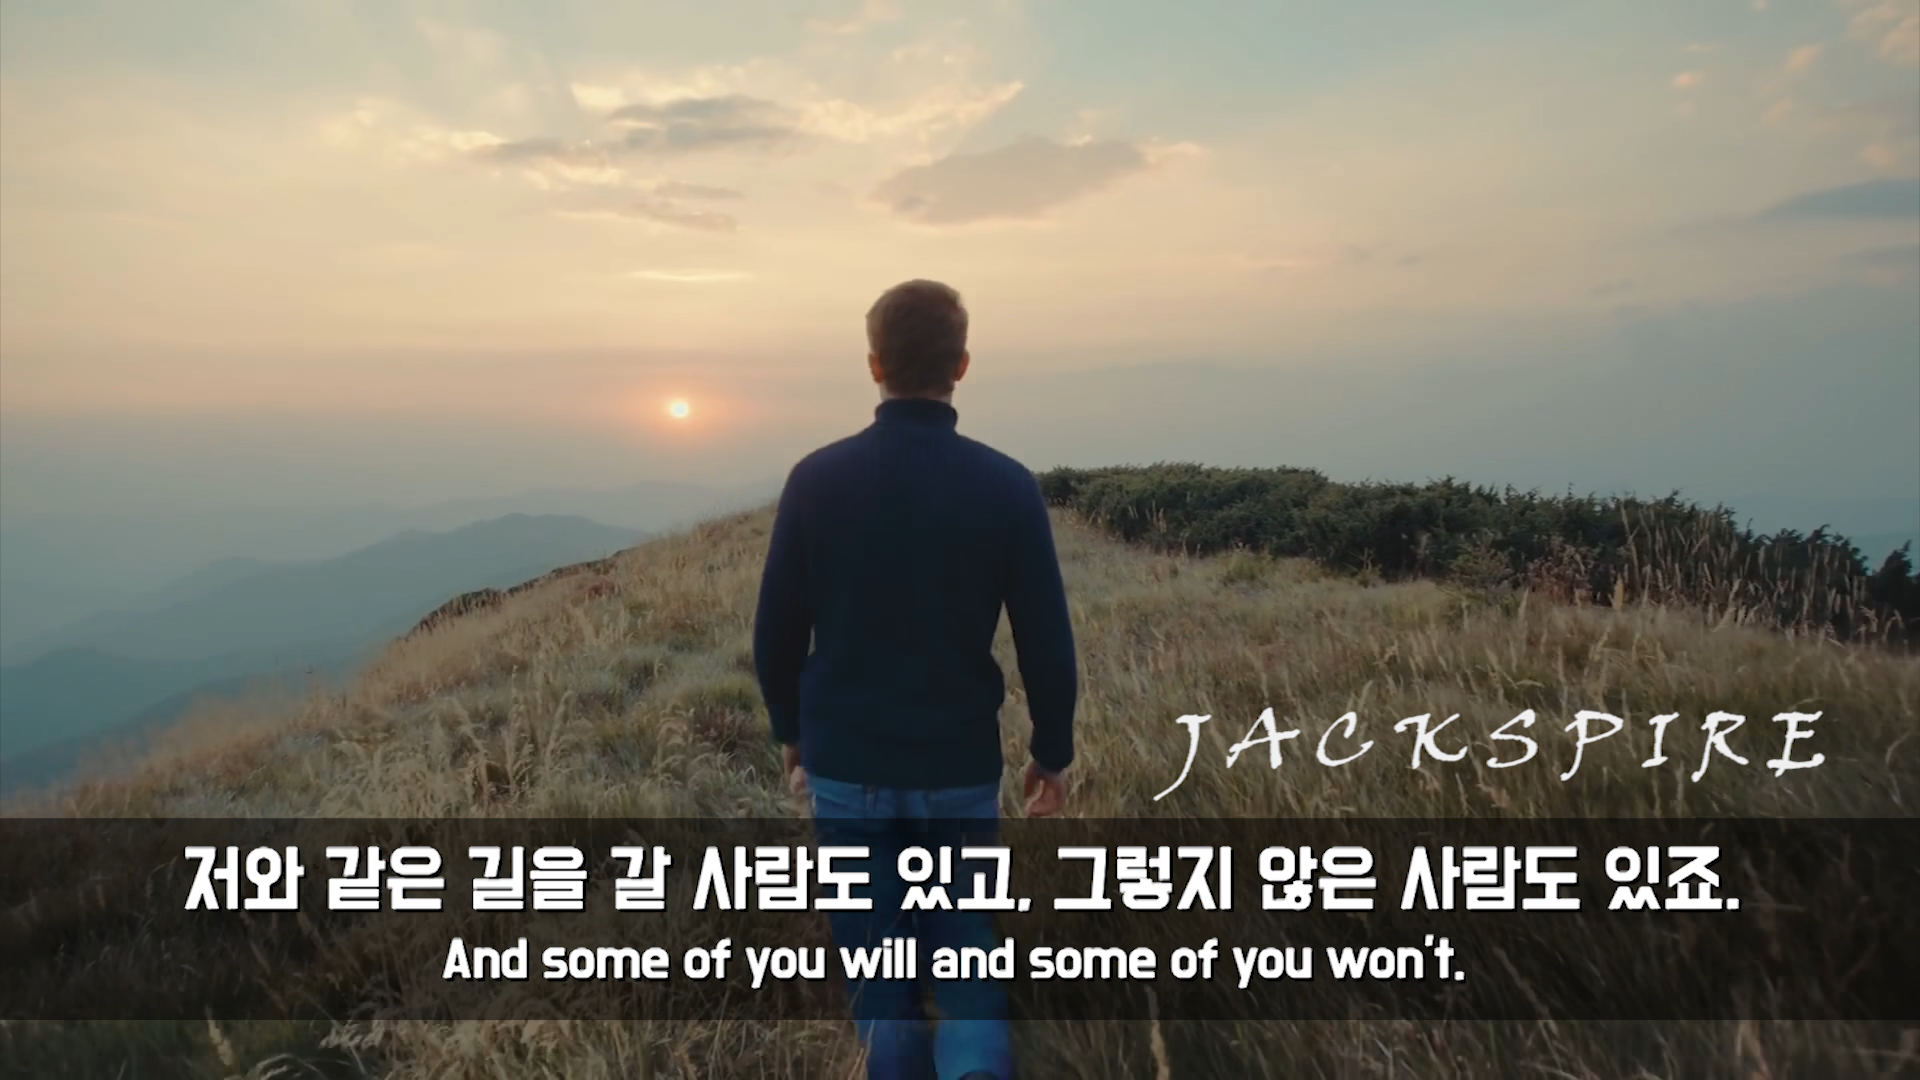 JACKSPIRE
저와 같은 길을 갈 사람도 있고, 그렇지 않은 사람도 있죠.
And some of you will and some of you won't.